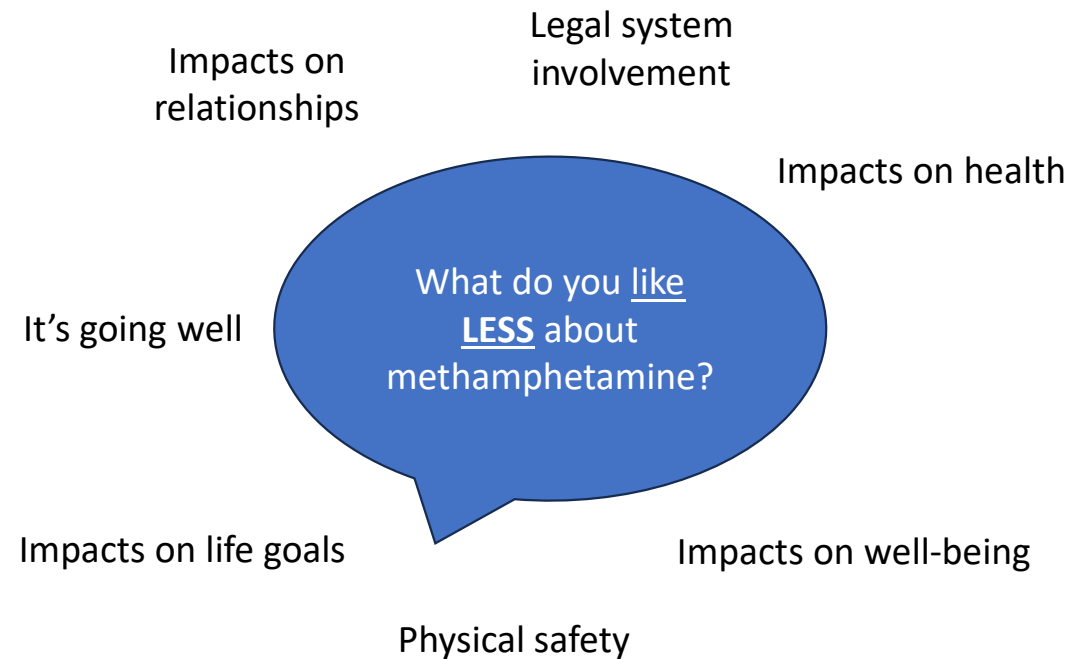 Legal system
involvement
Impacts on
relationships
Impacts on health
What do you like
LESS about
methamphetamine?
It’s going well
Impacts on life goals
Impacts on well-being
Physical safety